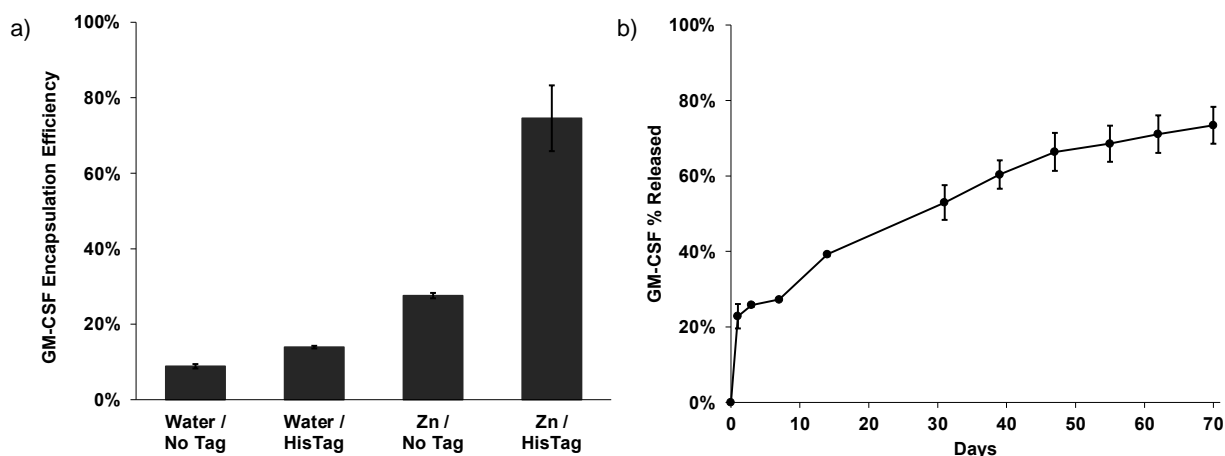 a)
GM-CSF Encapsulation Efficiency
100%
80%
60%
40%
20%
0%
Water /
No Tag
Water /
HisTag
Zn /
No Tag
Zn /
HisTag
b)
GM-CSF % Released
100%
80%
60%
40%
20%
0%
0 10 20 30 40 50 60 70
Days